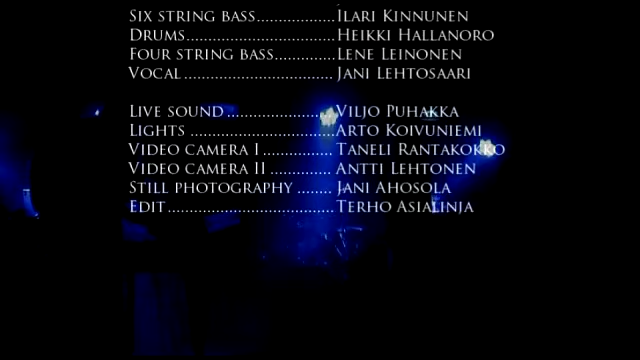 Six string bass..................Ilari Kinnunen
Drums..................................Heikki Hallanoro
Four string bass..............Lene Leinonen
Vocal.................................. Jani Lehtosaari
Live sound........................Viljo Puhakka
Lights.................................Arto Koivuniemi
Video camera I................Taneli Rantakokko
Video camera II.............. Antti Lehtonen
Still photography........ Jani Ahosola
Edit......................................Terho Asialinja